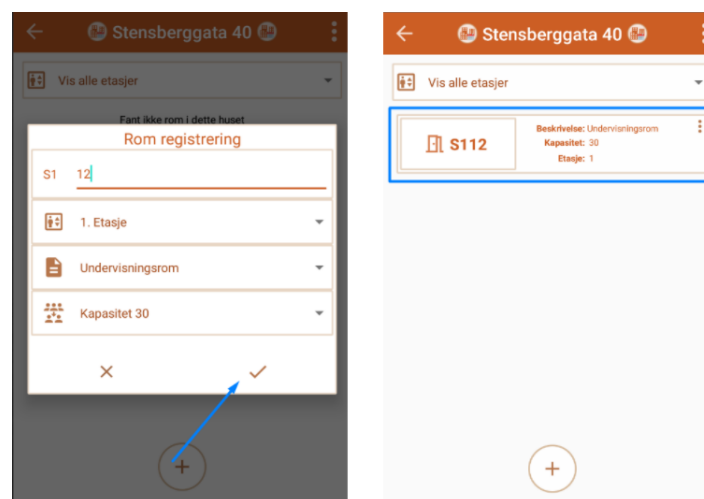 Stensberggata 40
Vis alle etasjer
Fant ikke rom i dette huset
Rom registrering
S1 12
1. Etasje
Undervisningsrom
Kapasitet 30
Stensberggata 40
Vis alle etasjer
S112
Beskrivelse: Undervisningsrom
Kapasitet: 30
Etasje: 1